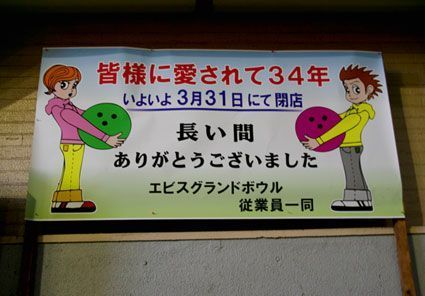 皆様に愛されて34年
いよいよ3月31日にて閉店
長い間
ありがとうございました
エビスグランドボウル
従業員一同